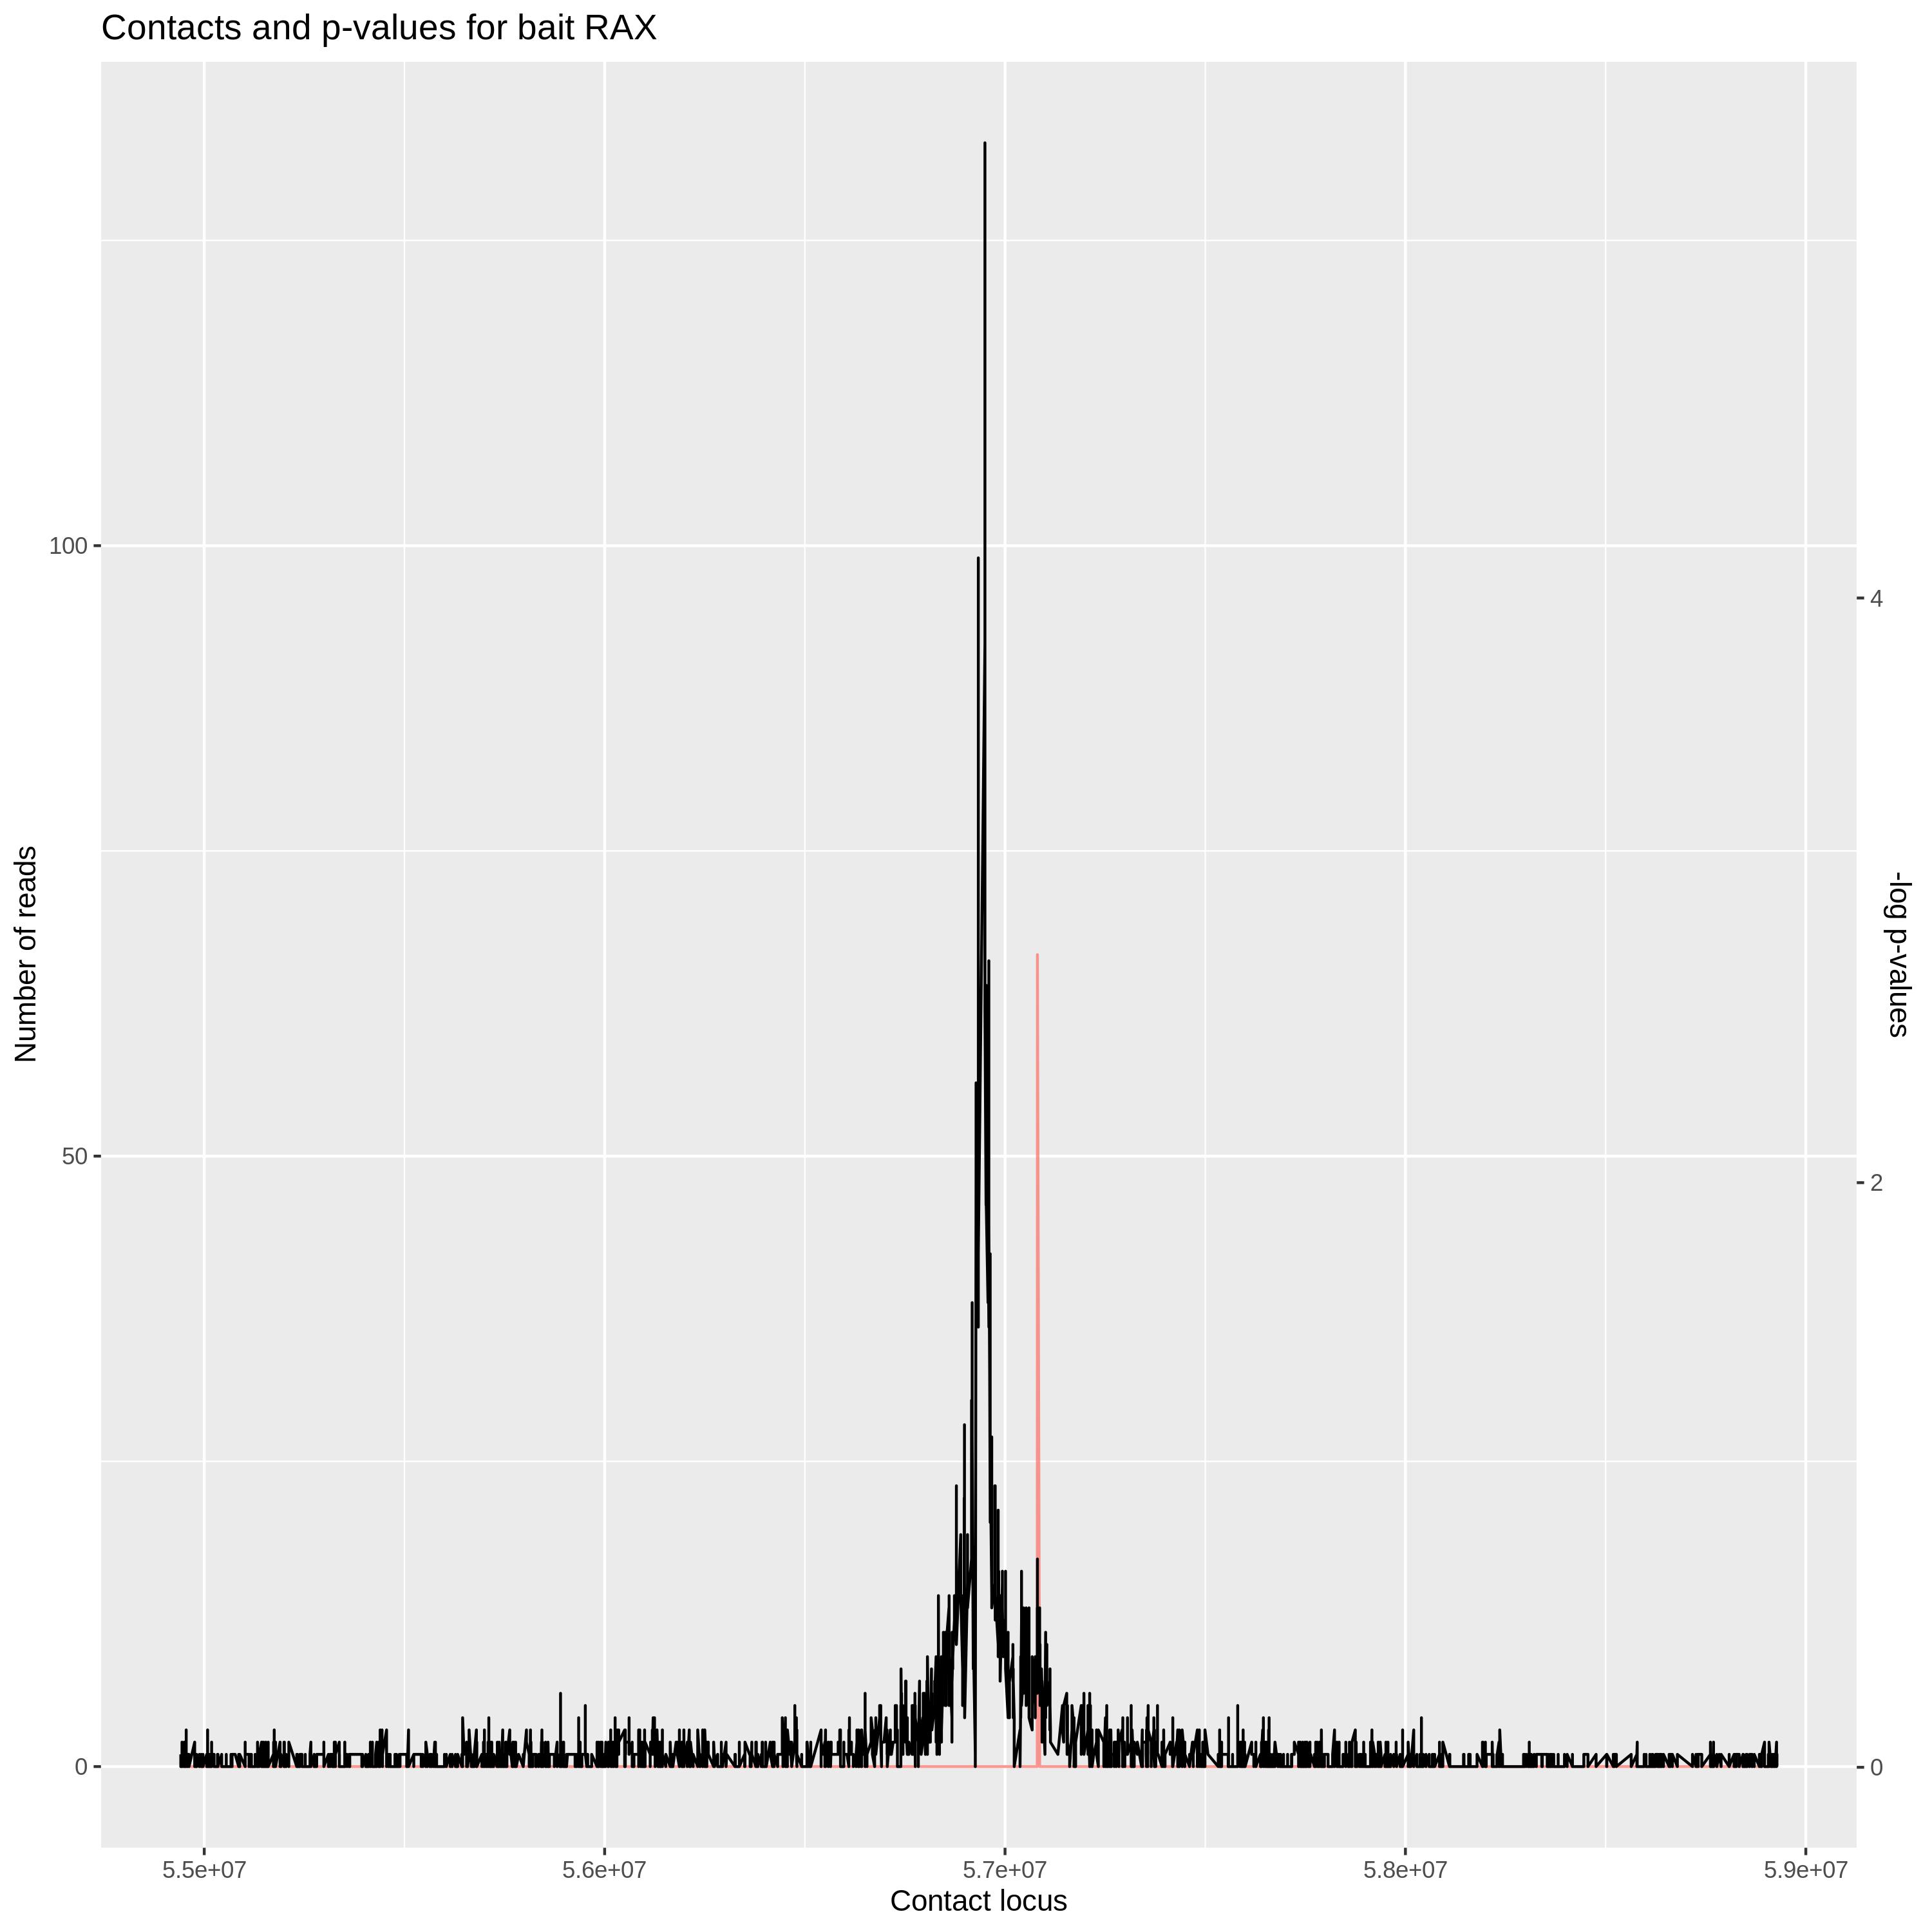 Contacts and p-values for bait RAX
100
50
0
Number of reads
4
2
0
-log p-values
5.5e+07
5.6e+07
5.7e+07
5.8e+07
5.9e+07
Contact locus